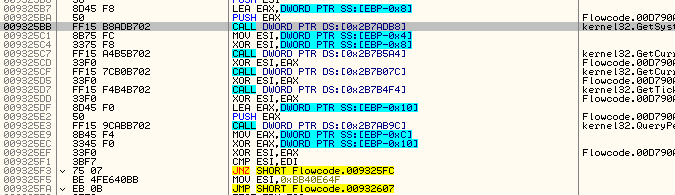 50 PUSH ESI
009325B7 8D45 F8 LEA EAX,DWORD PTR SS:[EBP-0x8]
009325BA 50 PUSH EAX Flowcode.00D790A
009325BB FF15 B8ADB702 CALL DWORD PTR DS:[0x2B7ADB8] kernel32.GetSys
009325C1 8B75 FC MOV ESI,DWORD PTR SS:[EBP-0x4]
009325C4 3375 F8 XOR ESI,DWORD PTR SS:[EBP-0x8]
009325C7 FF15 A4B5B702 CALL DWORD PTR DS:[0x2B7B5A4] kernel32.GetCur
009325CD 33F0 XOR ESI,EAX Flowcode.00D790A
009325CF FF15 7CB0B702 CALL DWORD PTR DS:[0x2B7B07C] kernel32.GetCur
009325D5 33F0 XOR ESI,EAX Flowcode.00D790A
009325D7 FF15 F4B4B702 CALL DWORD PTR DS:[0x2B7B4F4] kernel32.GetTic
009325DD 33F0 XOR ESI,EAX Flowcode.00D790A
009325DF 8D45 F0 LEA EAX,DWORD PTR SS:[EBP-0x10]
009325E2 50 PUSH EAX Flowcode.00D790A
009325E3 FF15 9CABB702 CALL DWORD PTR DS:[0x2B7AB9C] kernel32.QueryPe
009325E9 8B45 F4 MOV EAX,DWORD PTR SS:[EBP-0xC]
009325EC 3345 F0 XOR EAX,DWORD PTR SS:[EBP-0x10]
009325EF 33F0 XOR ESI,EAX Flowcode.00D790A
009325F1 3BF7 CMP ESI,EDI
009325F3 75 07 JNZ SHORT Flowcode.009325FC
009325F5 BE 4FE640BB MOV ESI,0xBB40E64F
009325FA EB 0B JMP SHORT Flowcode.00932607